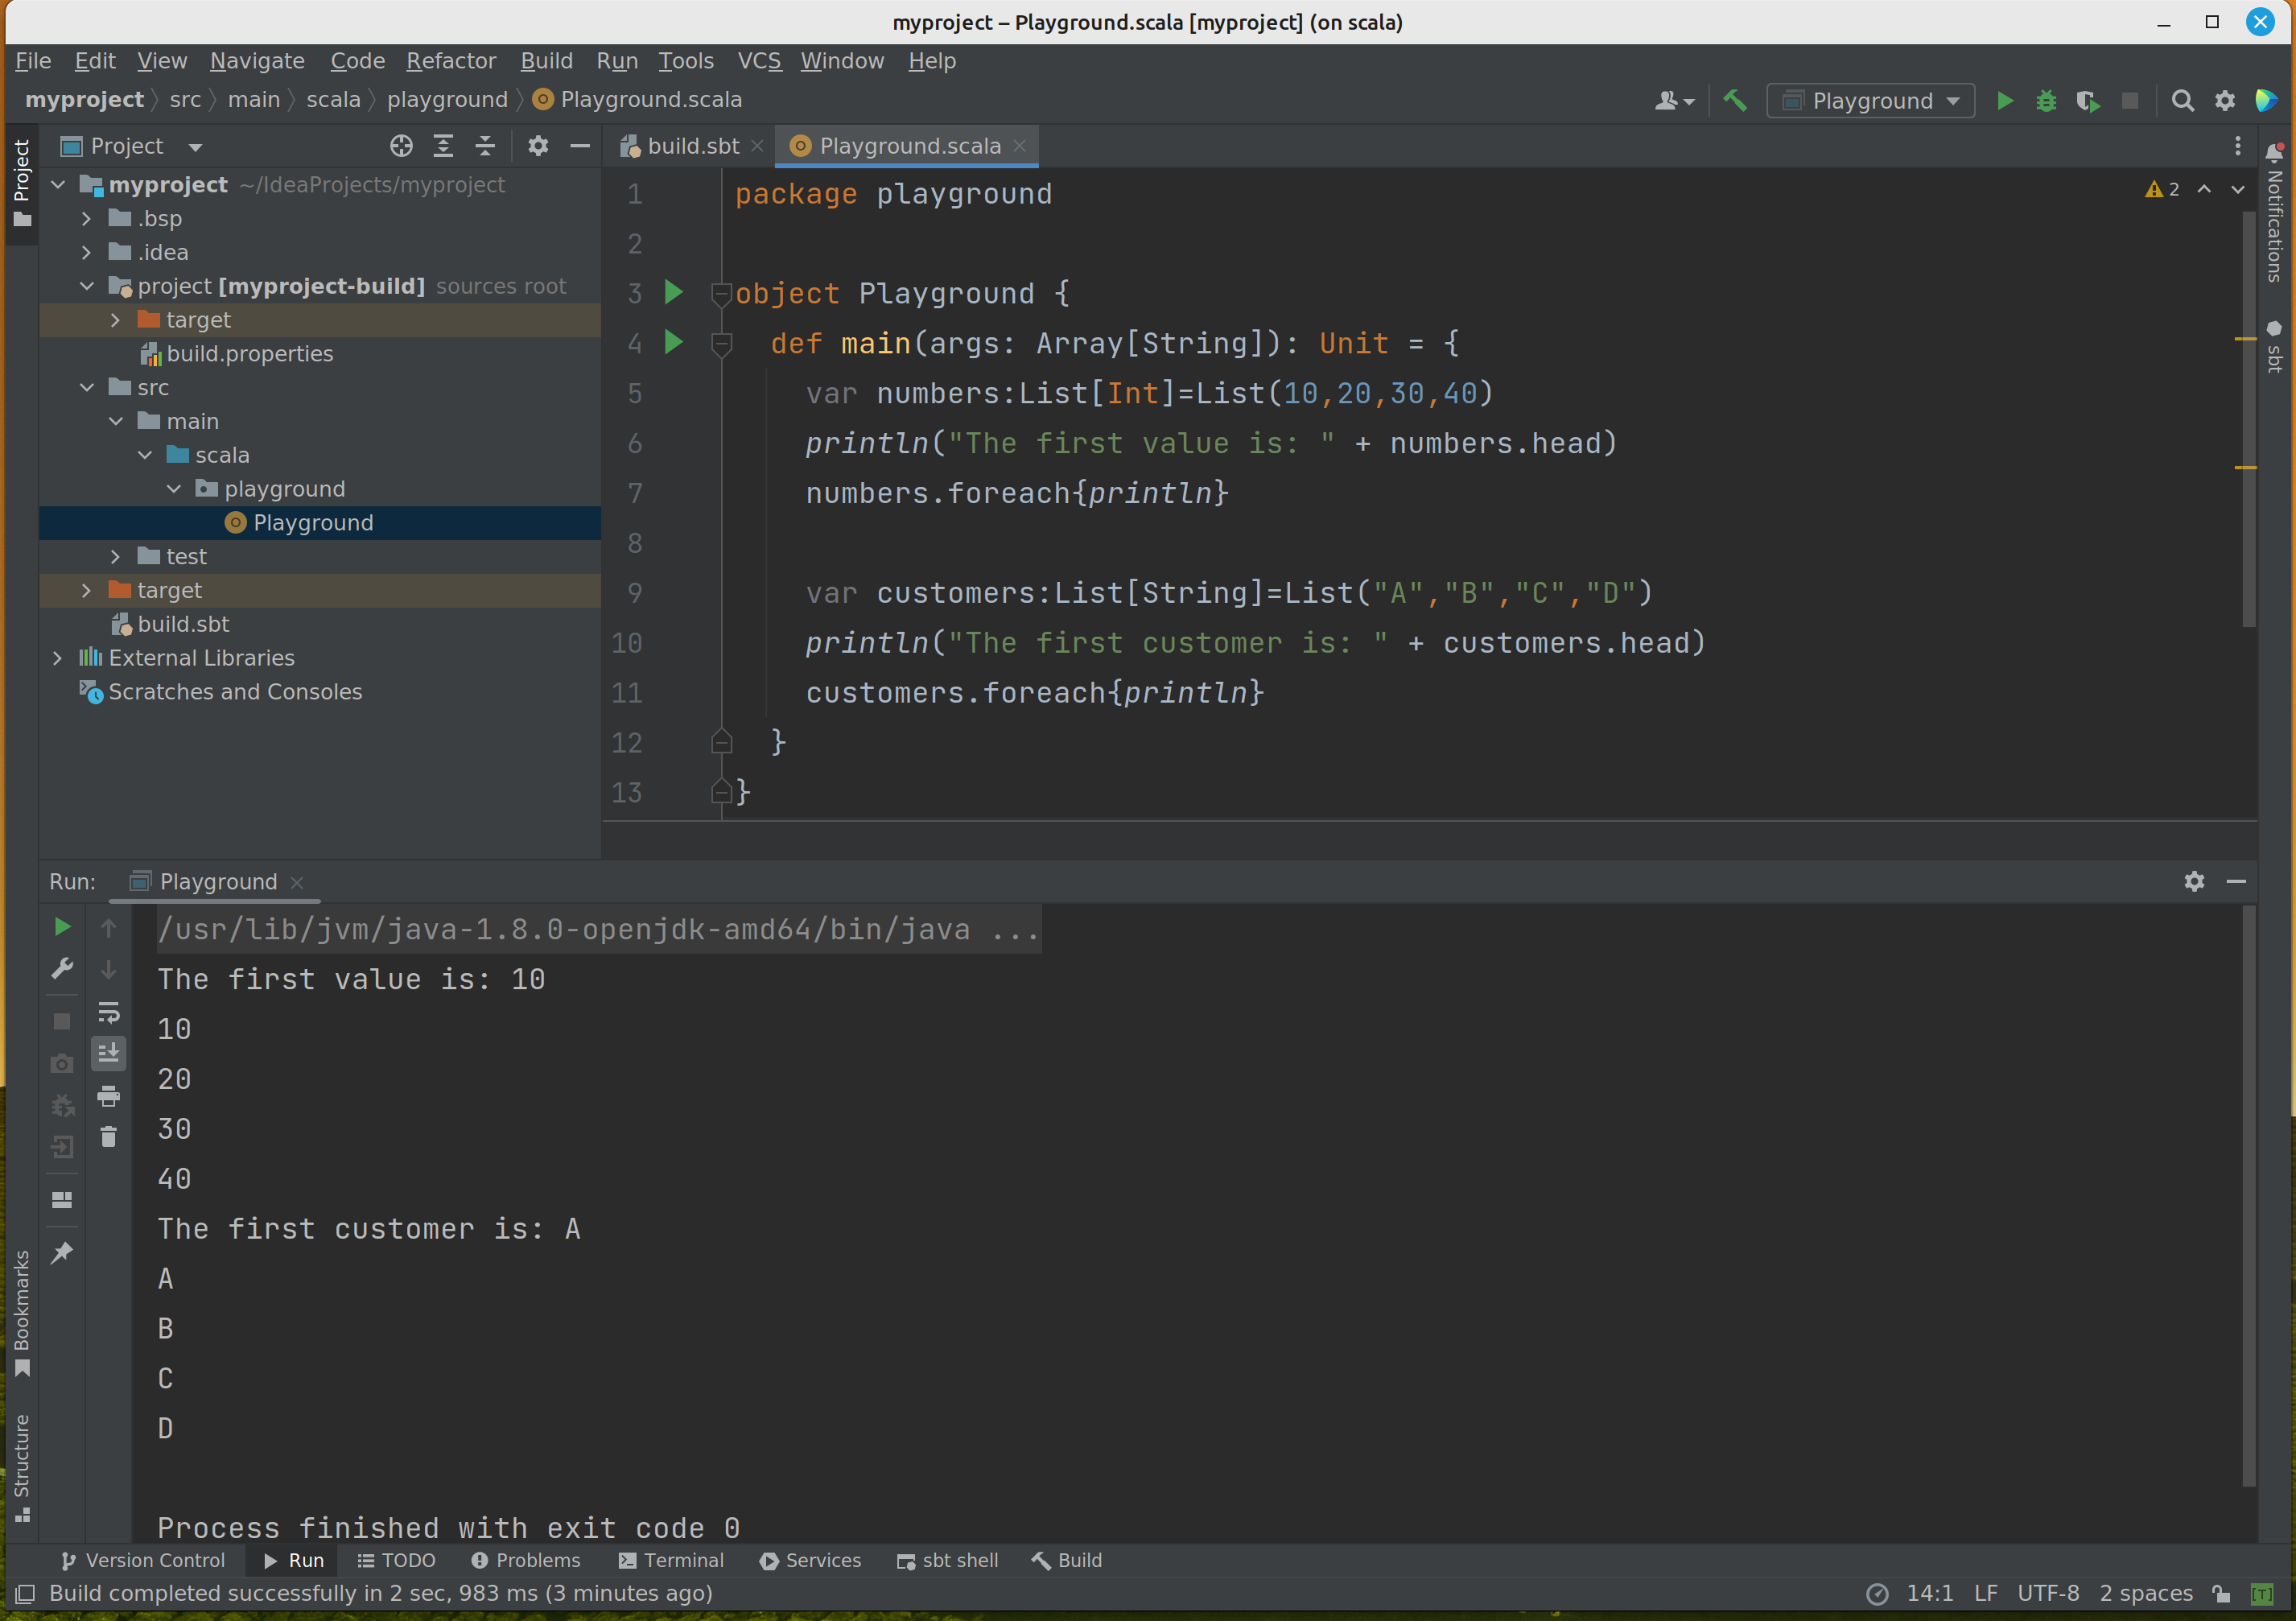 myproject – Playground.scala [myproject] (on scala)
File Edit View Navigate Code Refactor Build Run Tools VCS Window Help
myproject src main scala playground Playground.scala
Playground
Project
Project
build.sbt
Playground.scala
Notifications
sbt
myproject ~/IdeaProjects/myproject
.bsp
.idea
project [myproject-build] sources root
target
build.properties
src
main
scala
playground
Playground
test
target
build.sbt
External Libraries
Scratches and Consoles
2
1 package playground
2
3 object Playground {
4 def main(args: Array[String]): Unit = {
5 var numbers:List[Int]=List(10,20,30,40)
6 println("The first value is: " + numbers.head)
7 numbers.foreach{println}
8
9 var customers:List[String]=List("A","B","C","D")
10 println("The first customer is: " + customers.head)
11 customers.foreach{println}
12 }
13 }
Run: Playground
/usr/lib/jvm/java-1.8.0-openjdk-amd64/bin/java ...
The first value is: 10
10
20
30
40
The first customer is: A
A
B
C
D
Process finished with exit code 0
Bookmarks
Structure
Version Control Run TODO Problems Terminal Services sbt shell Build
Build completed successfully in 2 sec, 983 ms (3 minutes ago)
14:1 LF UTF-8 2 spaces [T]